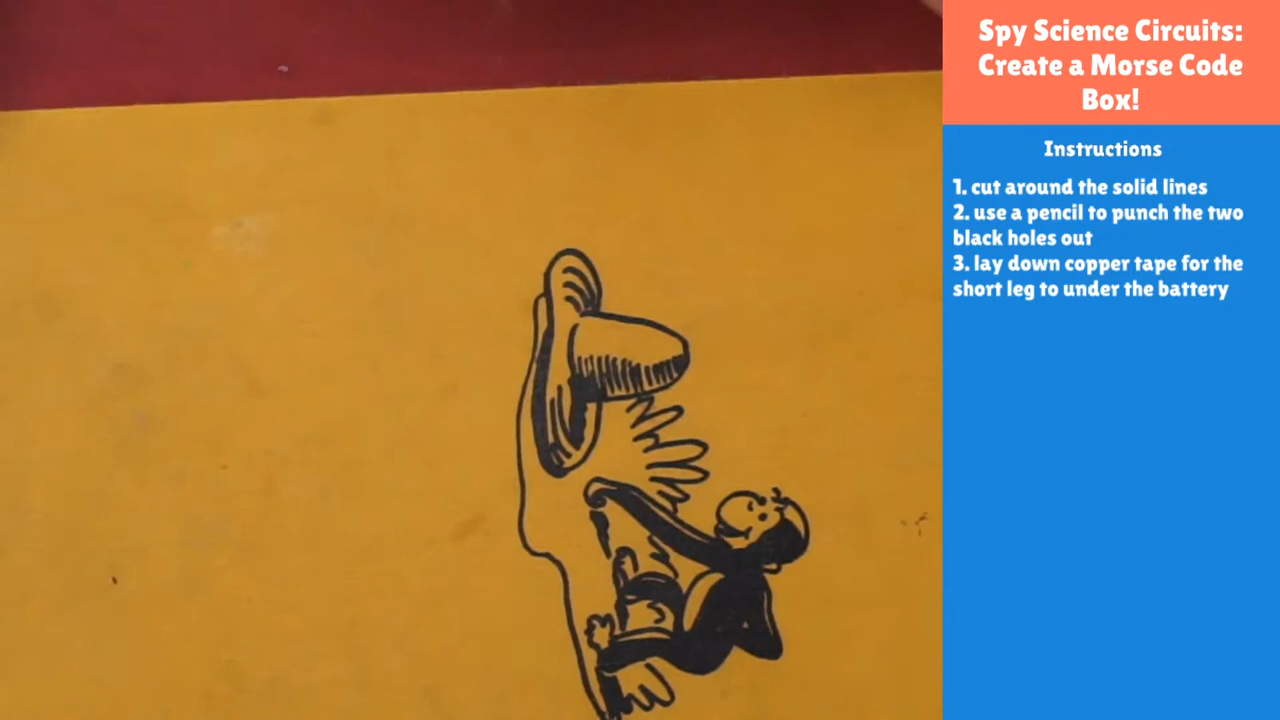 Spy Science Circuits:
Create a Morse Code
Box!
Instructions
1. cut around the solid lines
2. use a pencil to punch the two
black holes out
3. lay down copper tape for the
short leg to under the battery